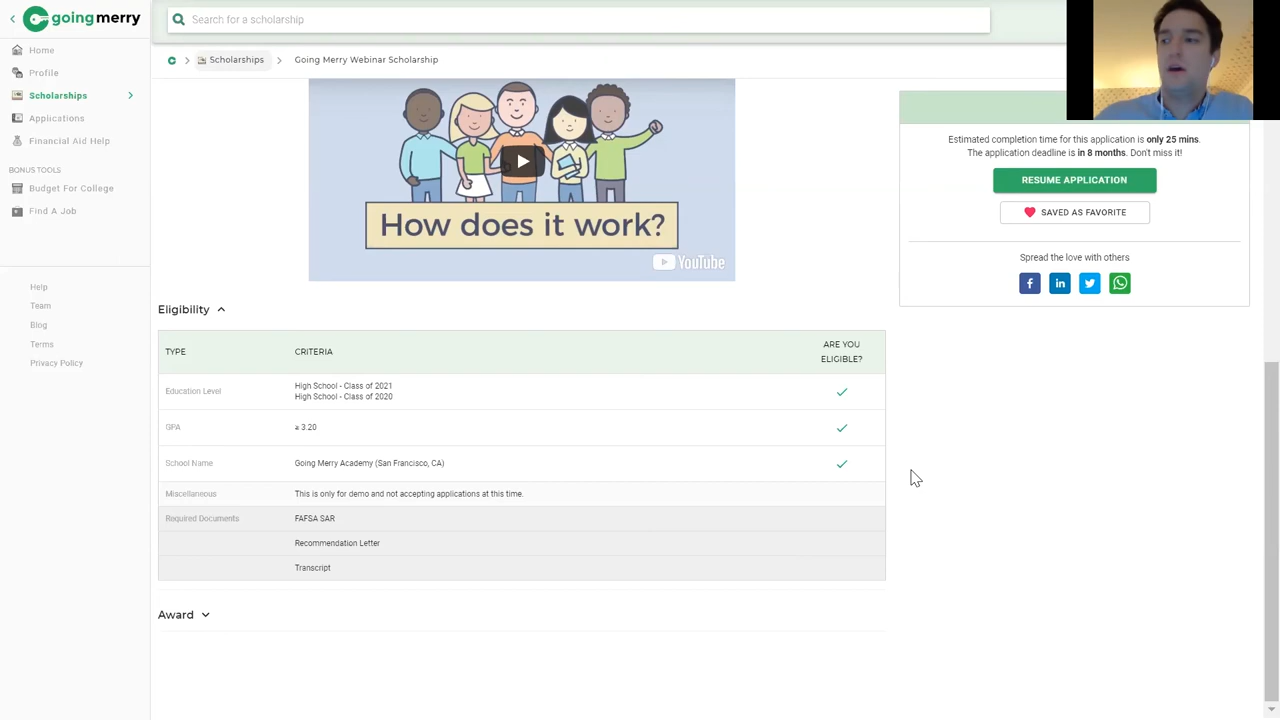 goingmerry
Search for a scholarship
Home
Profile
Scholarships
Applications
Financial Aid Help
BONUS TOOLS
Budget For College
Find A Job
Help
Team
Blog
Terms
Privacy Policy
Scholarships
Going Merry Webinar Scholarship
How does it work?
YouTube
Eligibility
TYPE
CRITERIA
ARE YOU
ELIGIBLE?
Education Level
High School - Class of 2021
High School - Class of 2020
GPA
≥ 3.20
School Name
Going Merry Academy (San Francisco, CA)
Miscellaneous
This is only for demo and not accepting applications at this time.
Required Documents
FAFSA SAR
Recommendation Letter
Transcript
Award
Estimated completion time for this application is only 25 mins.
The application deadline is in 8 months. Don't miss it!
RESUME APPLICATION
SAVED AS FAVORITE
Spread the love with others